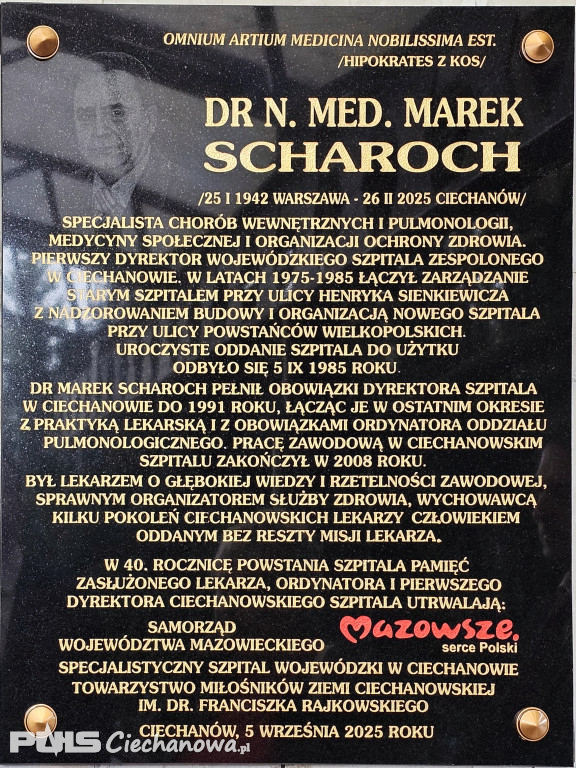 OMNIUM ARTIUM MEDICINA NOBILISSIMA EST.
/HIPOKRATES Z KOS/
DR N. MED. MAREK
SCHAROCH
/25 I 1942 WARSZAWA - 26 II 2025 CIECHANÓW/
SPECJALISTA CHORÓB WEWNĘTRZNYCH I PULMONOLOGII,
MEDYCYNY SPOŁECZNEJ I ORGANIZACJI OCHRONY ZDROWIA.
PIERWSZY DYREKTOR WOJEWÓDZKIEGO SZPITALA ZESPOLONEGO
W CIECHANOWIE. W LATACH 1975-1985 ŁĄCZYŁ ZARZĄDZANIE
STARYM SZPITALEM PRZY ULICY HENRYKA SIENKIEWICZA
Z NADZOROWANIEM BUDOWY I ORGANIZACJĄ NOWEGO SZPITALA
PRZY ULICY POWSTAŃCÓW WIELKOPOLSKICH.
UROCZYSTE ODDANIE SZPITALA DO UŻYTKU
ODBYŁO SIĘ 5 IX 1985 ROKU.
DR MAREK SCHAROCH PEŁNIŁ OBOWIĄZKI DYREKTORA SZPITALA
W CIECHANOWIE DO 1991 ROKU, ŁĄCZĄC JE W OSTATNIM OKRESIE
Z PRAKTYKĄ LEKARSKĄ I Z OBOWIĄZKAMI ORDYNATORA ODDZIAŁU
PULMONOLOGICZNEGO. PRACĘ ZAWODOWĄ W CIECHANOWSKIM
SZPITALU ZAKOŃCZYŁ W 2008 ROKU.
BYŁ LEKARZEM O GŁĘBOKIEJ WIEDZY I RZETELNOŚCI ZAWODOWEJ,
SPRAWNYM ORGANIZATOREM SŁUŻBY ZDROWIA, WYCHOWAWCĄ
KILKU POKOLEŃ CIECHANOWSKICH LEKARZY CZŁOWIEKIEM
ODDANYM BEZ RESZTY MISJI LEKARZA.
W 40. ROCZNICĘ POWSTANIA SZPITALA PAMIĘĆ
ZASŁUŻONEGO LEKARZA, ORDYNATORA I PIERWSZEGO
DYREKTORA CIECHANOWSKIEGO SZPITALA UTRWALAJĄ:
SAMORZĄD
WOJEWÓDZTWA MAZOWIECKIEGO
Mazowsze.
serce Polski
SPECJALISTYCZNY SZPITAL WOJEWÓDZKI W CIECHANOWIE
TOWARZYSTWO MIŁOŚNIKÓW ZIEMI CIECHANOWSKIEJ
IM. DR. FRANCISZKA RAJKOWSKIEGO
CIECHANÓW, 5 WRZEŚNIA 2025 ROKU
PULS Ciechanowa.pl